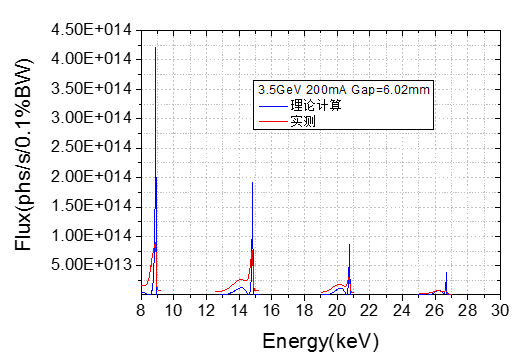 4.50E+014
4.00E+014
3.50E+014
3.00E+014
2.50E+014
2.00E+014
1.50E+014
1.00E+014
5.00E+013
Flux(phs/s/0.1%BW)
3.5GeV 200mA Gap=6.02mm
理论计算
实测
8 10 12 14 16 18 20 22 24 26 28 30
Energy(keV)